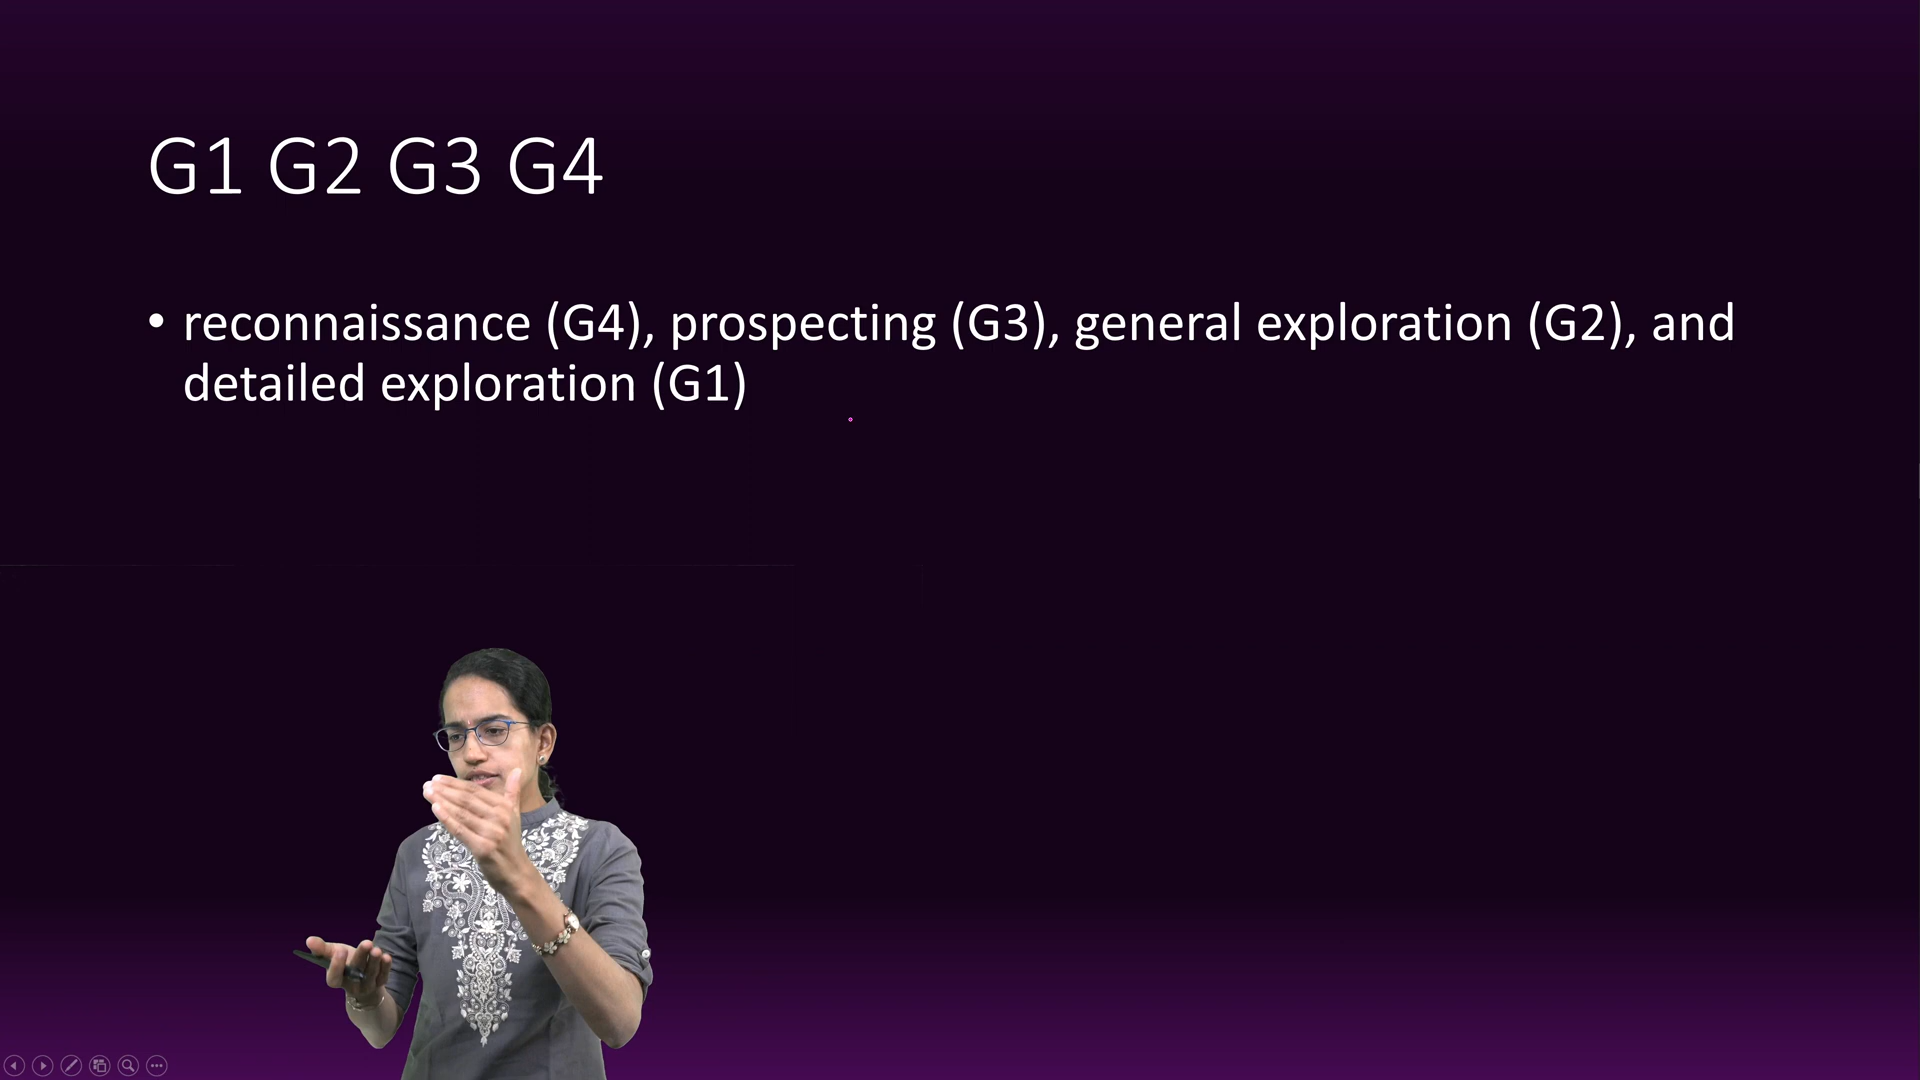 G1 G2 G3 G4
• reconnaissance (G4), prospecting (G3), general exploration (G2), and
detailed exploration (G1)